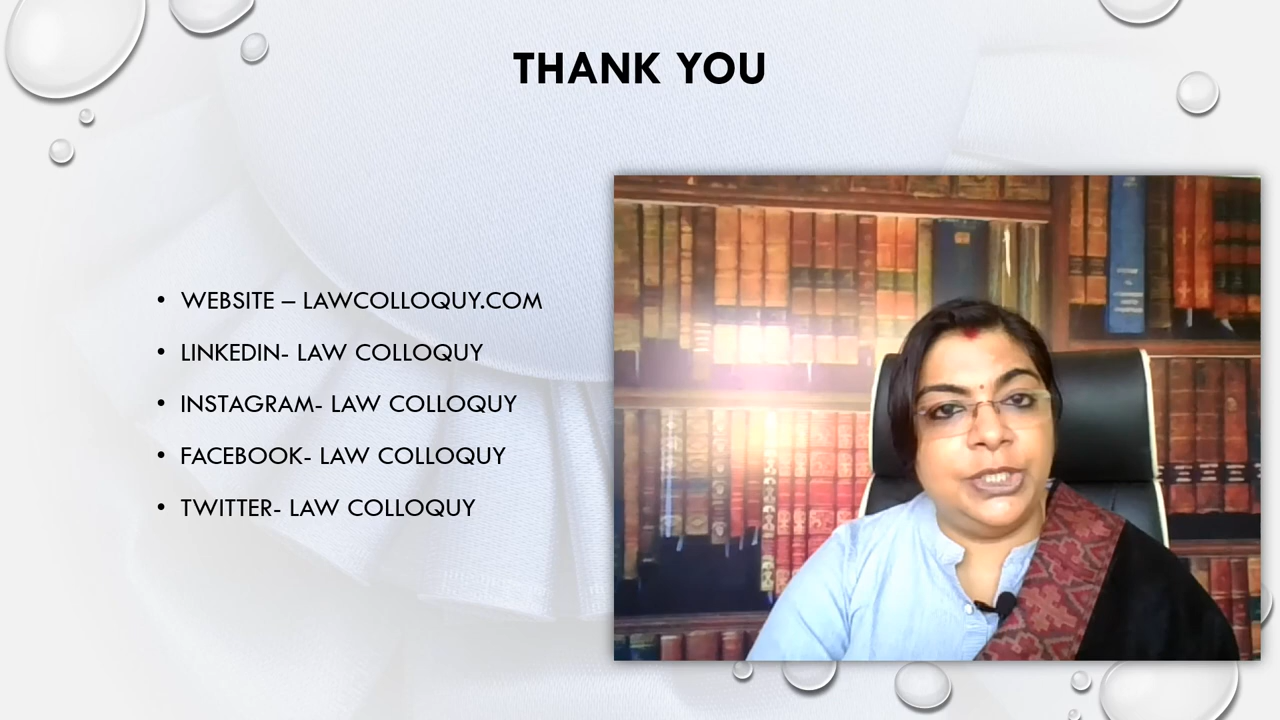 THANK YOU
• WEBSITE – LAWCOLLOQUY.COM
• LINKEDIN- LAW COLLOQUY
• INSTAGRAM- LAW COLLOQUY
• FACEBOOK- LAW COLLOQUY
• TWITTER- LAW COLLOQUY